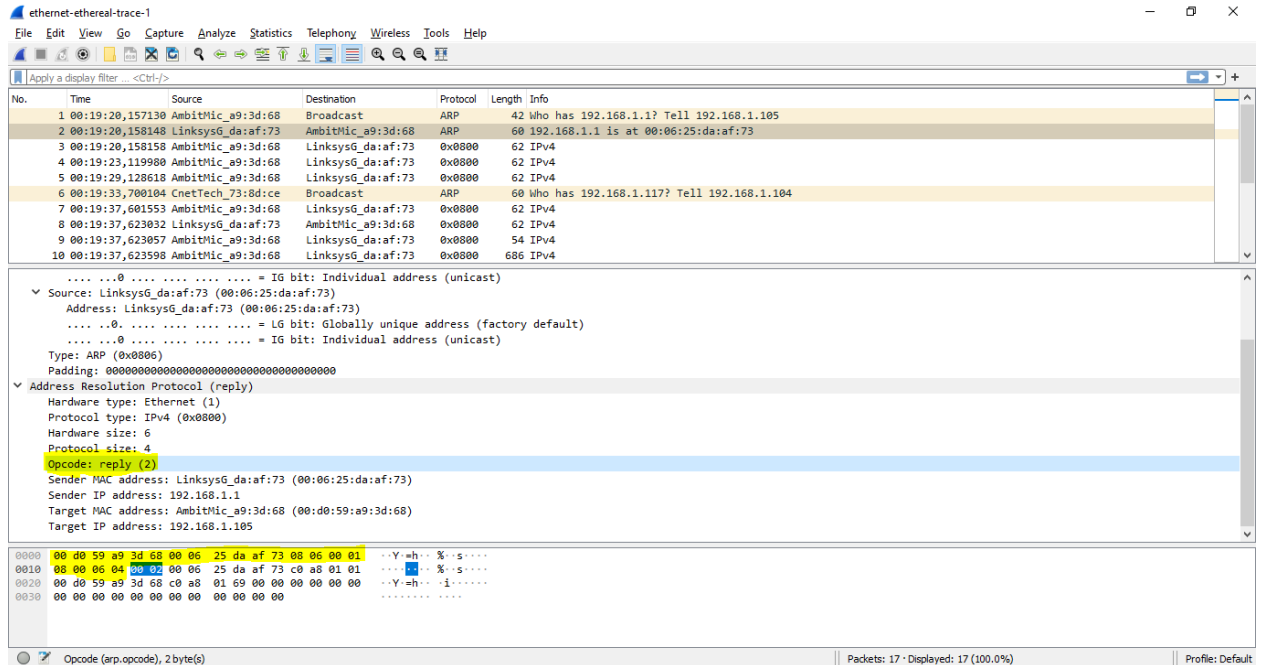 ethernet-ethereal-trace-1
File Edit View Go Capture Analyze Statistics Telephony Wireless Tools Help
Apply a display filter ... <Ctrl-/>
No. Time Source Destination Protocol Length Info
1 00:19:20,157130 AmbitMic_a9:3d:68 Broadcast ARP 42 Who has 192.168.1.1? Tell 192.168.1.105
2 00:19:20,158148 LinksysG_da:af:73 AmbitMic_a9:3d:68 ARP 60 192.168.1.1 is at 00:06:25:da:af:73
3 00:19:20,158158 AmbitMic_a9:3d:68 LinksysG_da:af:73 0x0800 62 IPv4
4 00:19:23,119980 AmbitMic_a9:3d:68 LinksysG_da:af:73 0x0800 62 IPv4
5 00:19:29,128618 AmbitMic_a9:3d:68 LinksysG_da:af:73 0x0800 62 IPv4
6 00:19:33,700104 CnetTech_73:8d:ce Broadcast ARP 60 Who has 192.168.1.117? Tell 192.168.1.104
7 00:19:37,601553 AmbitMic_a9:3d:68 LinksysG_da:af:73 0x0800 62 IPv4
8 00:19:37,623032 LinksysG_da:af:73 AmbitMic_a9:3d:68 0x0800 62 IPv4
9 00:19:37,623057 AmbitMic_a9:3d:68 LinksysG_da:af:73 0x0800 54 IPv4
10 00:19:37,623598 AmbitMic_a9:3d:68 LinksysG_da:af:73 0x0800 686 IPv4
.... ...0 .... .... .... .... = IG bit: Individual address (unicast)
Source: LinksysG_da:af:73 (00:06:25:da:af:73)
Address: LinksysG_da:af:73 (00:06:25:da:af:73)
.... ..0. .... .... .... .... = LG bit: Globally unique address (factory default)
.... ...0 .... .... .... .... = IG bit: Individual address (unicast)
Type: ARP (0x0806)
Padding: 000000000000000000000000000000000000
Address Resolution Protocol (reply)
Hardware type: Ethernet (1)
Protocol type: IPv4 (0x0800)
Hardware size: 6
Protocol size: 4
Opcode: reply (2)
Sender MAC address: LinksysG_da:af:73 (00:06:25:da:af:73)
Sender IP address: 192.168.1.1
Target MAC address: AmbitMic_a9:3d:68 (00:d0:59:a9:3d:68)
Target IP address: 192.168.1.105
0000 00 d0 59 a9 3d 68 00 06 25 da af 73 08 06 00 01 ··Y·=h·· %··s····
0010 08 00 06 04 00 02 00 06 25 da af 73 c0 a8 01 01 ········ %··s····
0020 00 d0 59 a9 3d 68 c0 a8 01 69 00 00 00 00 00 00 ··Y·=h·· ·i······
0030 00 00 00 00 00 00 00 00 00 00 00 00 ········ ····
Opcode (arp.opcode), 2 byte(s) Packets: 17 · Displayed: 17 (100.0%) Profile: Default